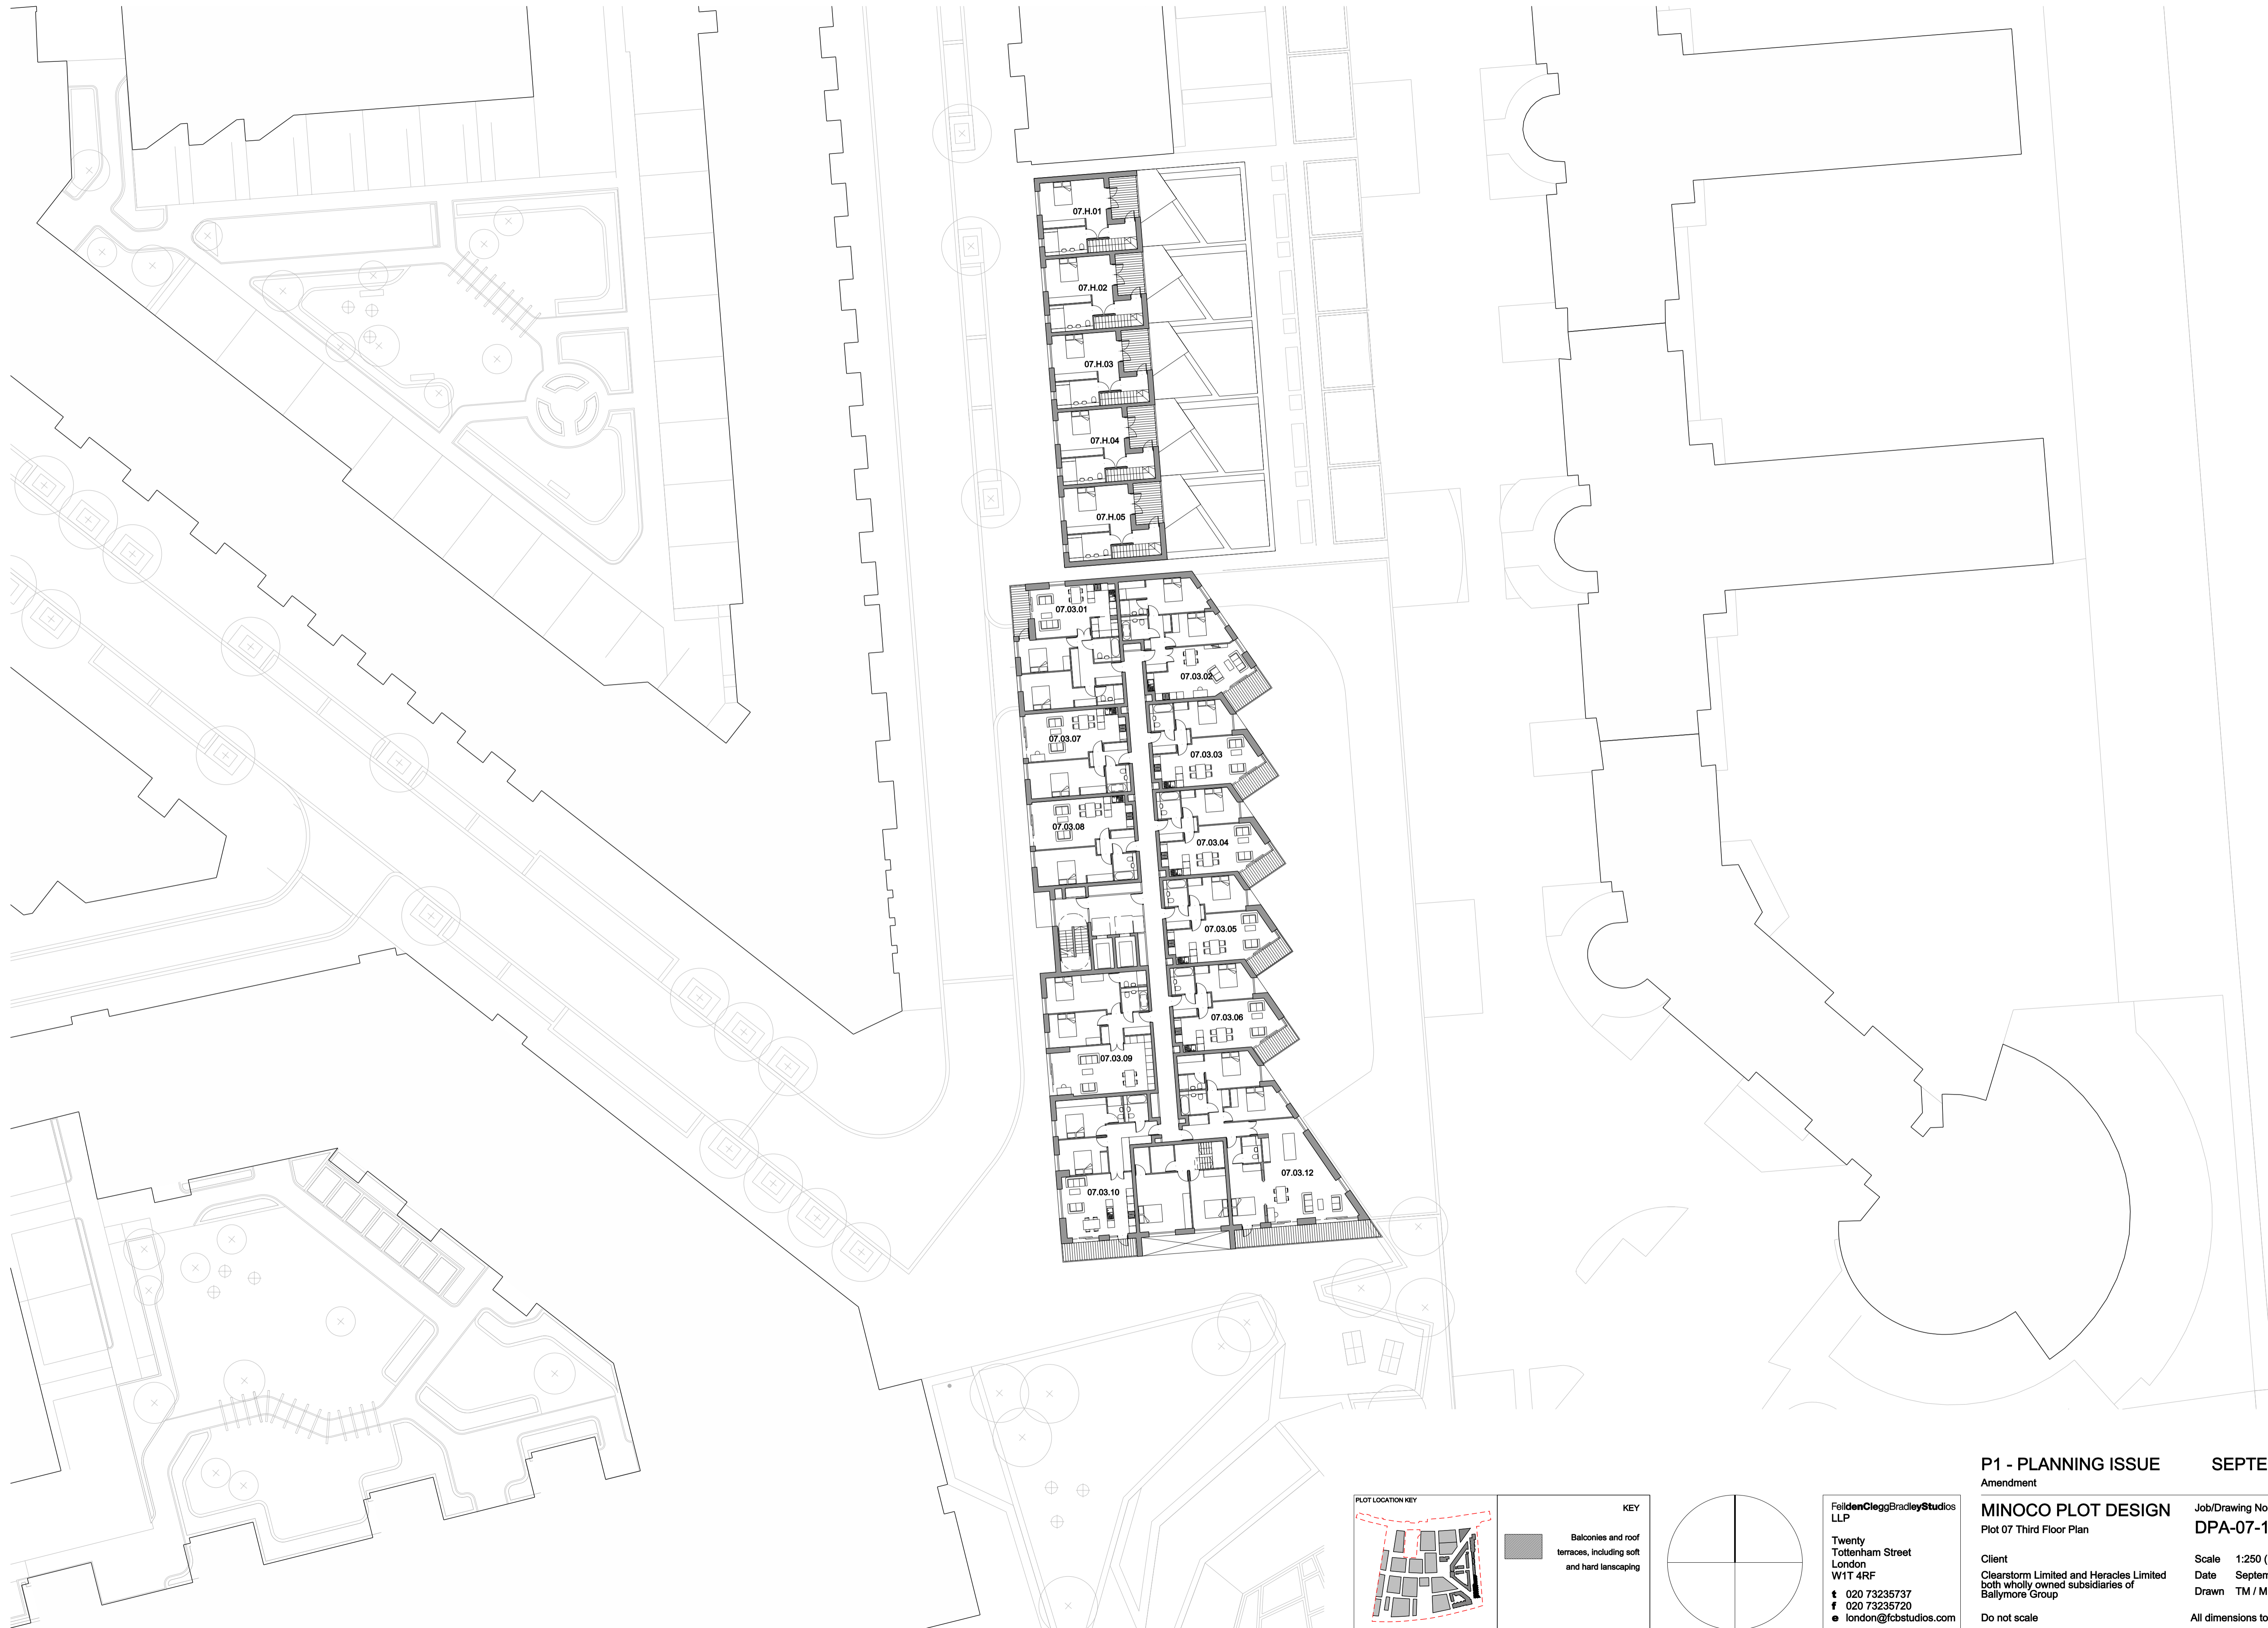 07.H.01
07.H.02
07.H.03
07.H.04
07.H.05
07.03.01
07.03.02
07.03.07
07.03.03
07.03.08
07.03.04
07.03.05
07.03.06
07.03.09
07.03.12
07.03.10
PLOT LOCATION KEY
KEY
Balconies and roof
terraces, including soft
and hard lanscaping
FeildenCleggBradleyStudios
LLP
Twenty
Tottenham Street
London
W1T 4RF
t 020 73235737
f 020 73235720
e london@fcbstudios.com
P1 - PLANNING ISSUE SEPTE
Amendment
MINOCO PLOT DESIGN
Plot 07 Third Floor Plan
Client
Clearstorm Limited and Heracles Limited
both wholly owned subsidiaries of
Ballymore Group
Do not scale
Job/Drawing No
DPA-07-1
Scale 1:250 (
Date Septem
Drawn TM / M
All dimensions to